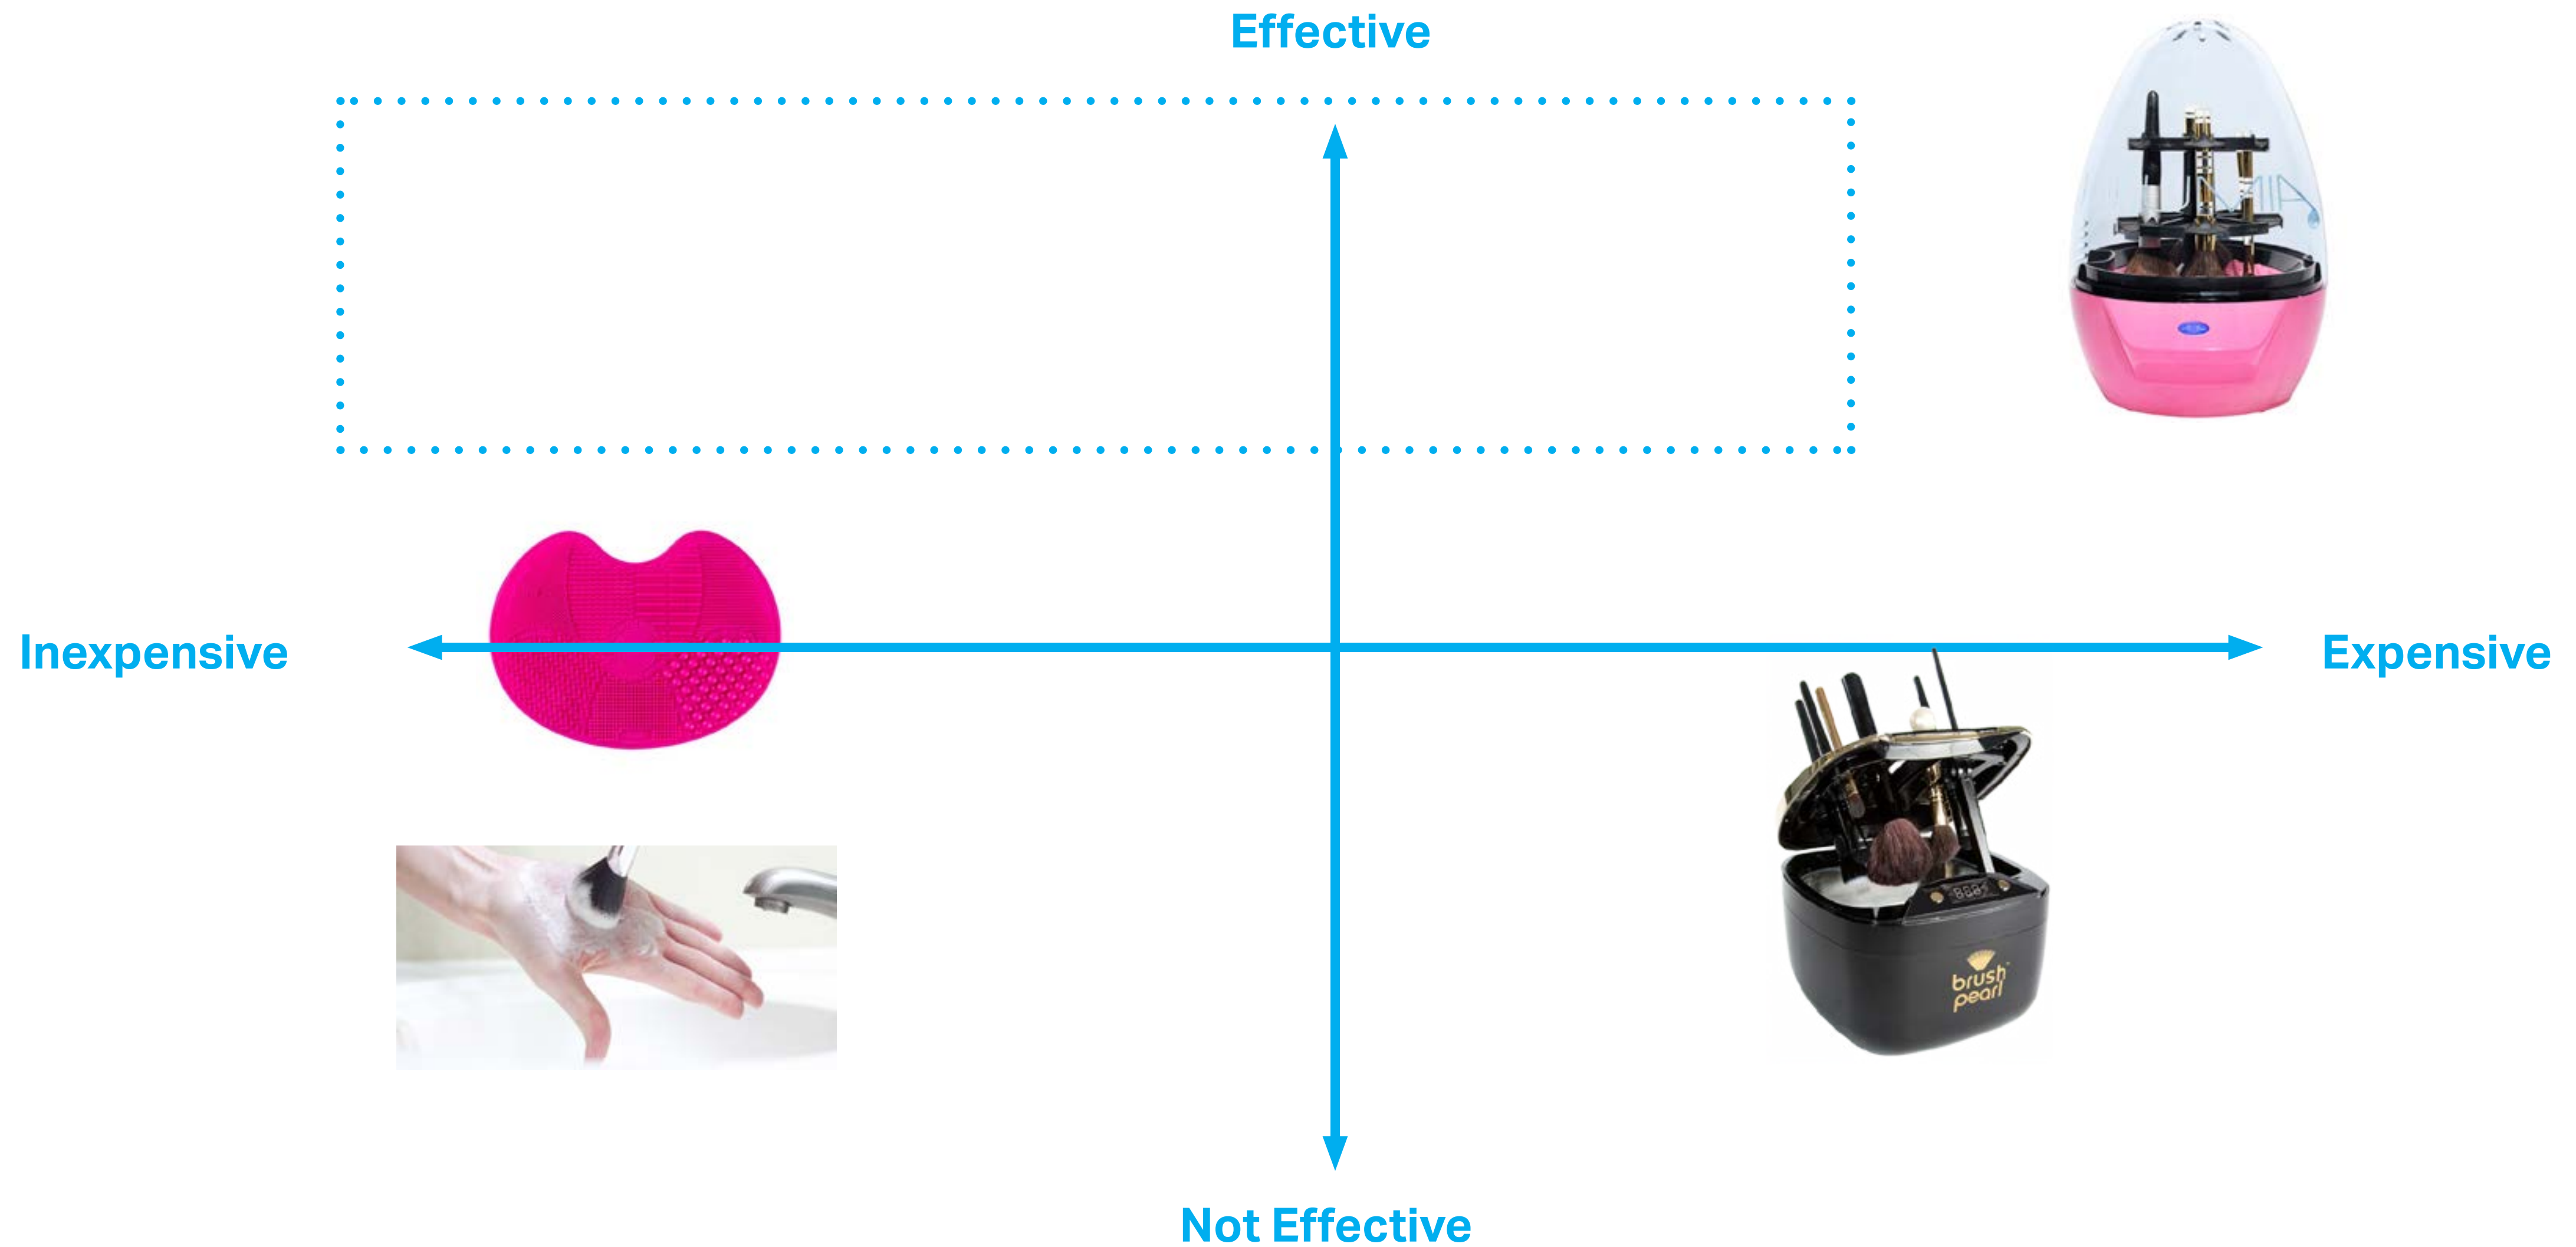 Effective
Inexpensive
Expensive
brush
pearl
Not Effective